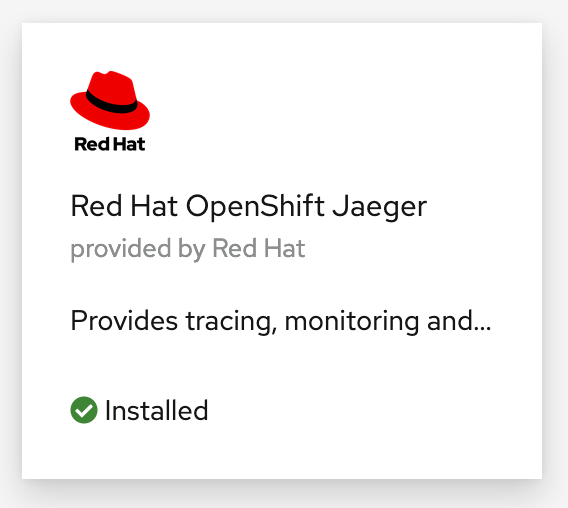 Red Hat
Red Hat OpenShift Jaeger
provided by Red Hat
Provides tracing, monitoring and...
Installed